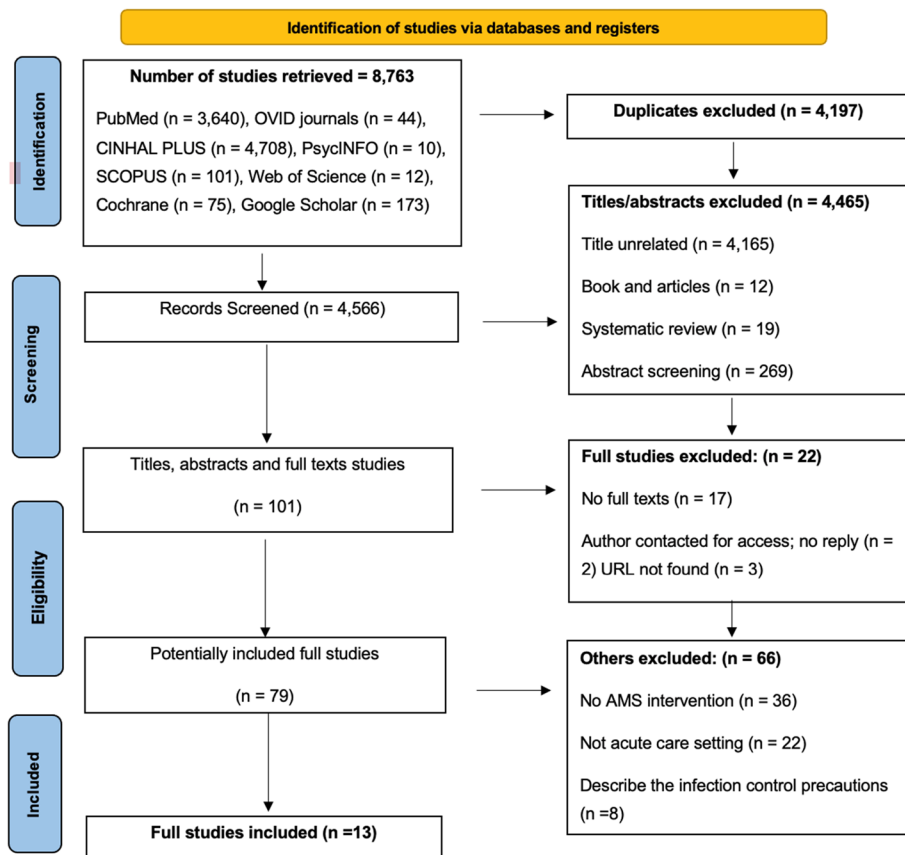 Identification of studies via databases and registers
Identification
Number of studies retrieved = 8,763
PubMed (n = 3,640), OVID journals (n = 44),
CINHAL PLUS (n = 4,708), PsycINFO (n = 10),
SCOPUS (n = 101), Web of Science (n = 12),
Cochrane (n = 75), Google Scholar (n = 173)
Duplicates excluded (n = 4,197)
Titles/abstracts excluded (n = 4,465)
Title unrelated (n = 4,165)
Book and articles (n = 12)
Systematic review (n = 19)
Abstract screening (n = 269)
Screening
Records Screened (n = 4,566)
Titles, abstracts and full texts studies
(n = 101)
Full studies excluded: (n = 22)
No full texts (n = 17)
Author contacted for access; no reply (n =
2) URL not found (n = 3)
Eligibility
Potentially included full studies
(n = 79)
Others excluded: (n = 66)
No AMS intervention (n = 36)
Not acute care setting (n = 22)
Describe the infection control precautions
(n =8)
Included
Full studies included (n =13)